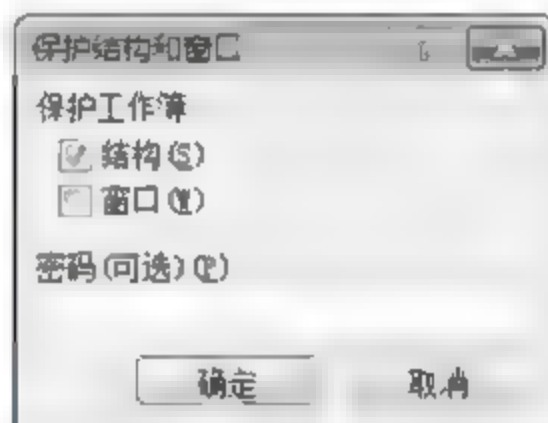 保护结构和窗口
保护工作簿
结构(S)
窗口(W)
密码(可选)(P)
确定
取消